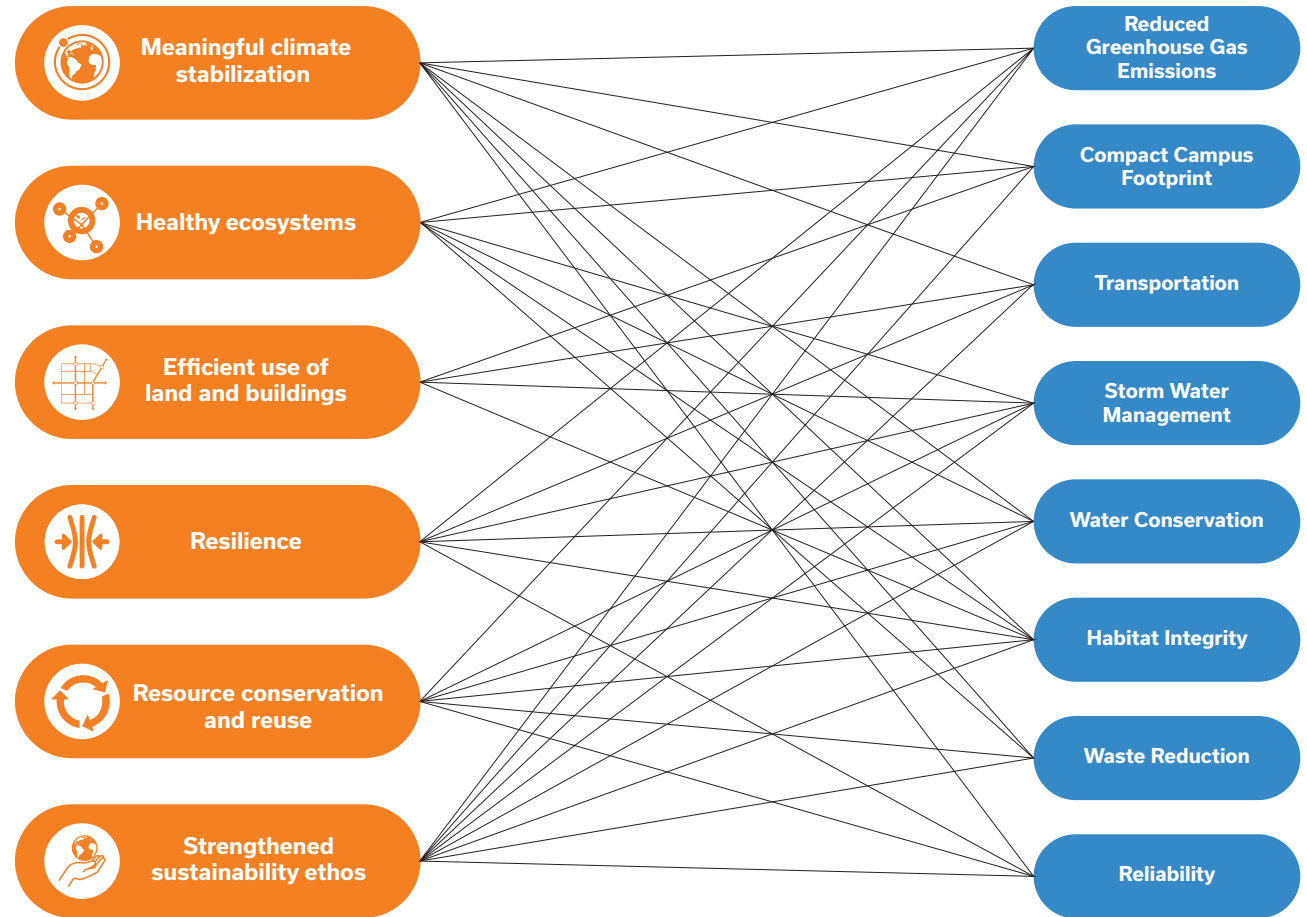 Meaningful climate
stabilization
Healthy ecosystems
Efficient use of
land and buildings
Resilience
Resource conservation
and reuse
Strengthened
sustainability ethos
Reduced
Greenhouse Gas
Emissions
Compact Campus
Footprint
Transportation
Storm Water
Management
Water Conservation
Habitat Integrity
Waste Reduction
Reliability